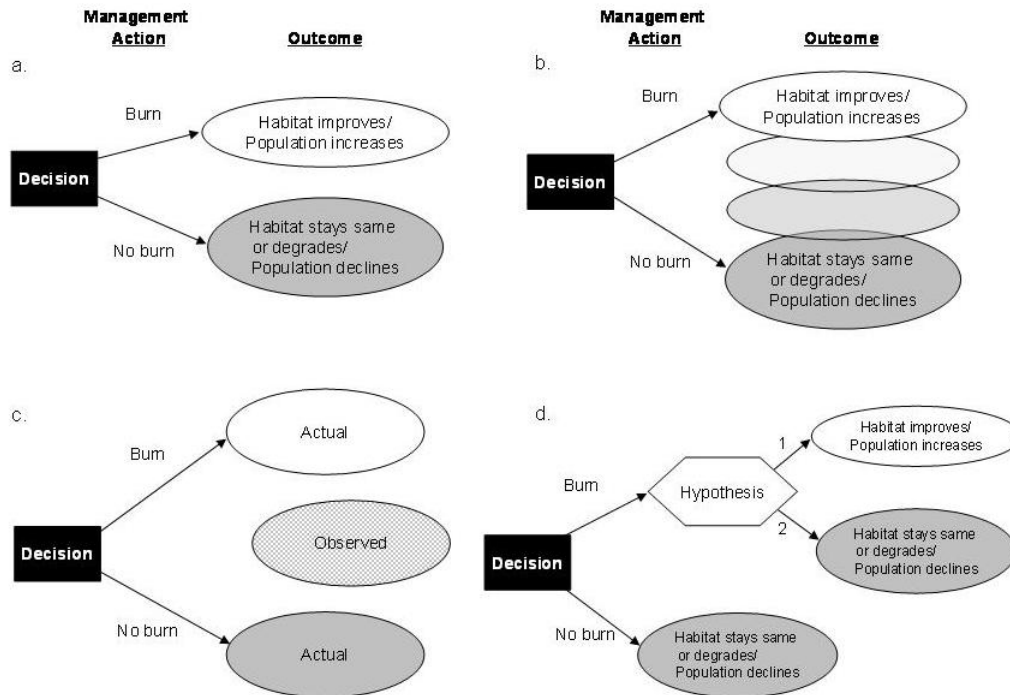 Management
Action
Outcome
a.
Burn
Habitat improves/
Population increases
Decision
No burn
Habitat stays same
or degrades/
Population declines
Management
Action
Outcome
b.
Burn
Habitat improves/
Population increases
Decision
No burn
Habitat stays same
or degrades/
Population declines
c.
Burn
Actual
Observed
Decision
No burn
Actual
d.
Burn
Hypothesis
1
Habitat improves/
Population increases
2
Habitat stays same
or degrades/
Population declines
Decision
No burn
Habitat stays same
or degrades/
Population declines